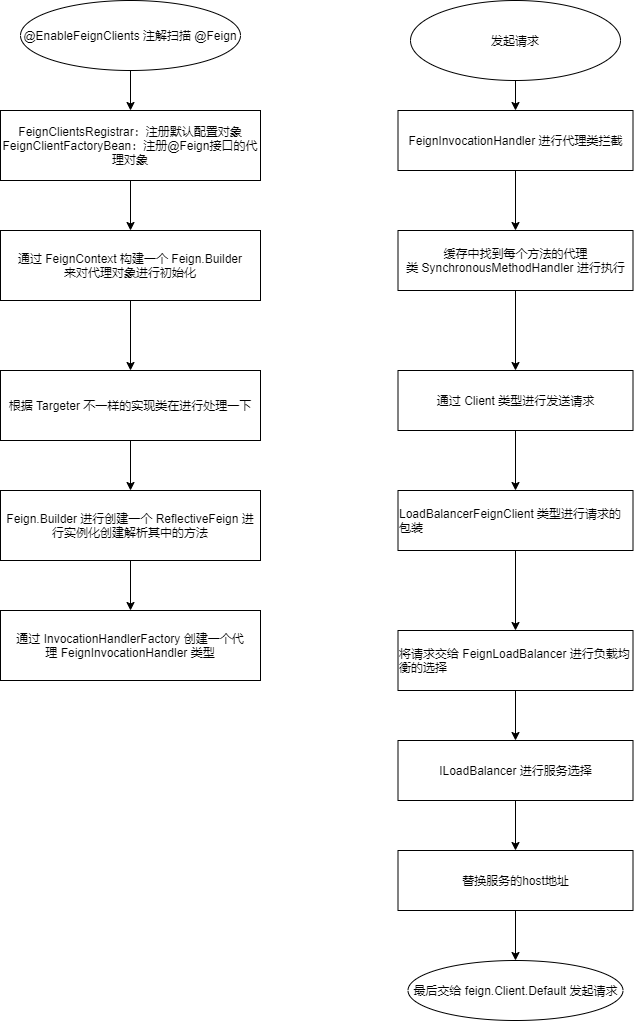 @EnableFeignClients 注解扫描 @Feign
FeignClientsRegistrar：注册默认配置对象
FeignClientFactoryBean：注册@Feign接口的代
理对象
通过 FeignContext 构建一个 Feign.Builder
来对代理对象进行初始化
根据 Targeter 不一样的实现类在进行处理一下
Feign.Builder 进行创建一个 ReflectiveFeign 进
行实例化创建解析其中的方法
通过 InvocationHandlerFactory 创建一个代
理 FeignInvocationHandler 类型
发起请求
FeignInvocationHandler 进行代理类拦截
缓存中找到每个方法的代理
类 SynchronousMethodHandler 进行执行
通过 Client 类型进行发送请求
LoadBalancerFeignClient 类型进行请求的
包装
将请求交给 FeignLoadBalancer 进行负载均
衡的选择
ILoadBalancer 进行服务选择
替换服务的host地址
最后交给 feign.Client.Default 发起请求